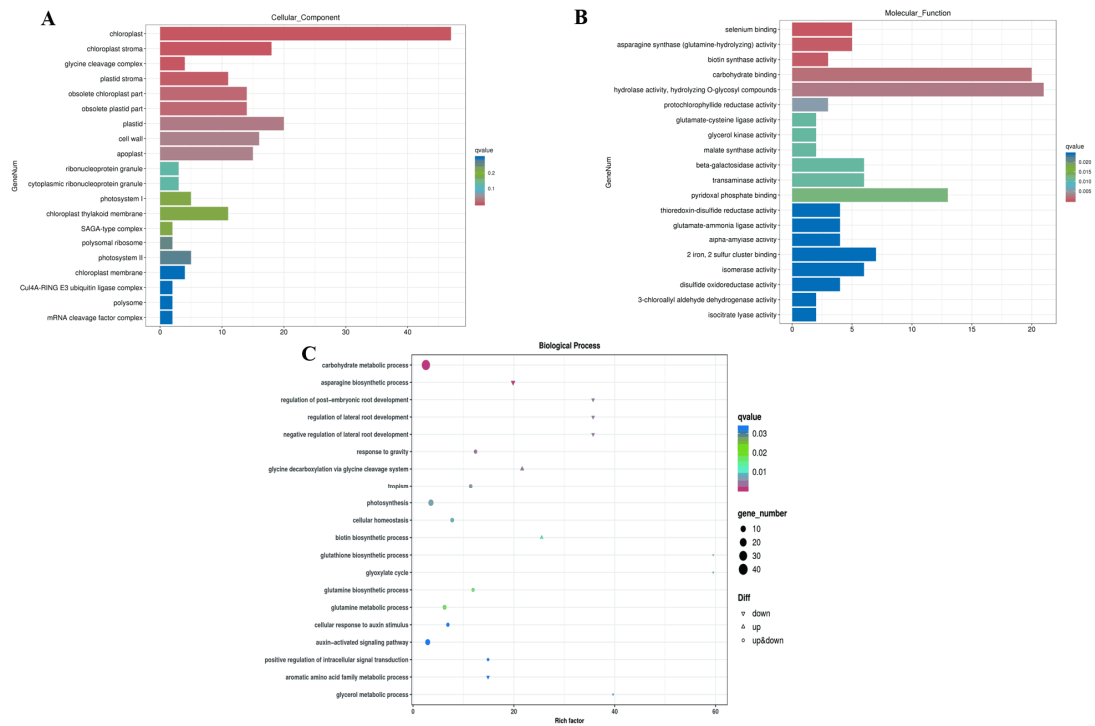 A
Cellular_Component
chloroplast
chloroplast stroma
glycine cleavage complex
plastid stroma
obsolete chloroplast part
obsolete plastid part
plastid
cell wall
apoplast
ribonucleoprotein granule
cytoplasmic ribonucleoprotein granule
photosystem I
chloroplast thylakoid membrane
SAGA-type complex
polysomal ribosome
photosystem II
chloroplast membrane
Cul4A-RING E3 ubiquitin ligase complex
polysome
mRNA cleavage factor complex
GeneNum
0 10 20 30 40
qvalue
0.2
0.1
B
Molecular_Function
selenium binding
asparagine synthase (glutamine-hydrolyzing) activity
biotin synthase activity
carbohydrate binding
hydrolase activity, hydrolyzing O-glycosyl compounds
protochlorophyllide reductase activity
glutamate-cysteine ligase activity
glycerol kinase activity
malate synthase activity
beta-galactosidase activity
transaminase activity
pyridoxal phosphate binding
thioredoxin-disulfide reductase activity
glutamate-ammonia ligase activity
aipha-amyiase acivrty
2 iron, 2 sulfur cluster binding
isomerase activity
disulfide oxidoreductase activity
3-chloroallyl aldehyde dehydrogenase activity
isocitrate lyase activity
GeneNum
0 5 10 15 20
qvalue
0.020
0.015
0.010
0.005
C
Biological Process
carbohydrate metabolic process
asparagine biosynthetic process
regulation of post-embryonic root development
regulation of lateral root development
negative regulation of lateral root development
response to gravity
glycine decarboxylation via glycine cleavage system
tropism
photosynthesis
cellular homeostasis
biotin biosynthetic process
glutathione biosynthetic process
glyoxylate cycle
glutamine biosynthetic process
glutamine metabolic process
cellular response to auxin stimulus
auxin-activated signaling pathway
positive regulation of intracellular signal transduction
aromatic amino acid family metabolic process
glycerol metabolic process
0 20 40 60
Rich factor
qvalue
0.03
0.02
0.01
gene_number
10
20
30
40
Diff
down
up
up&down